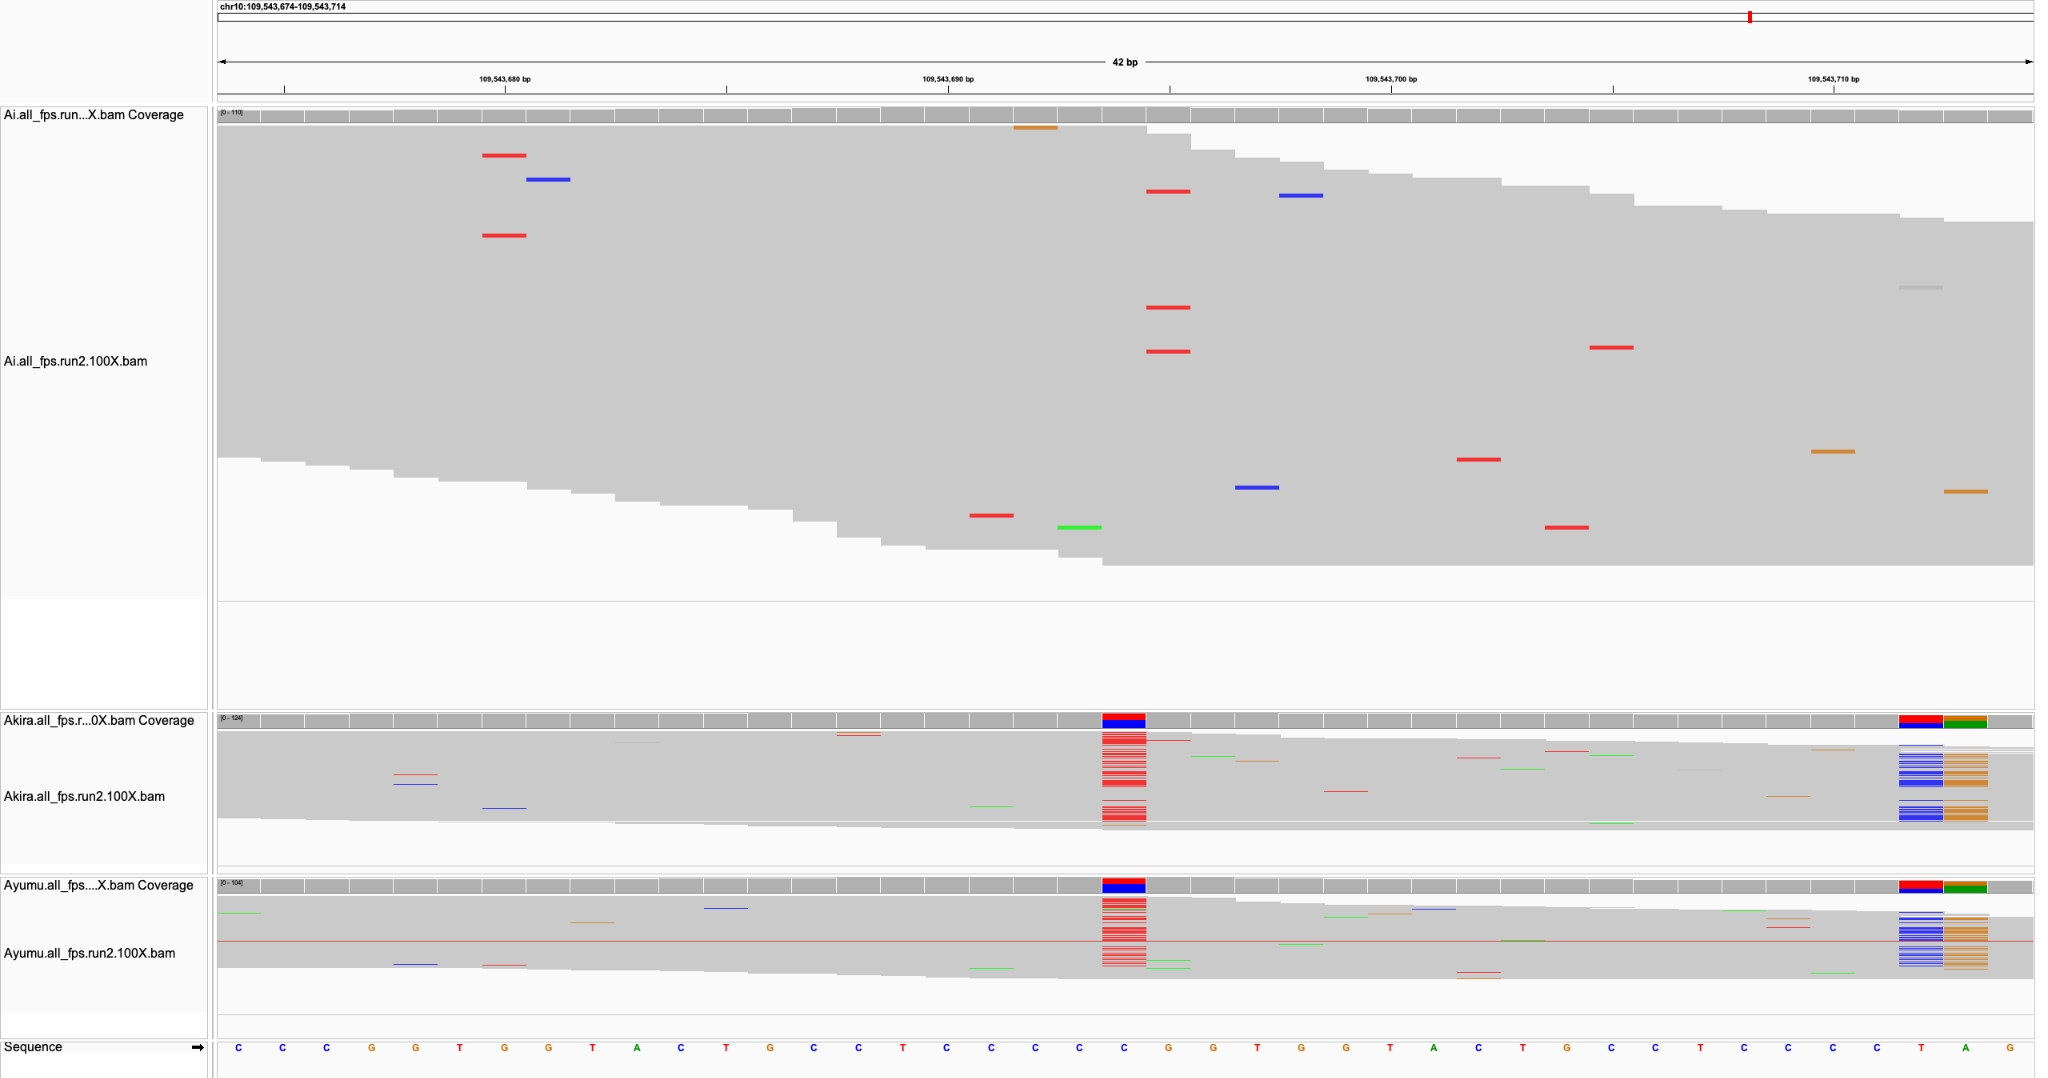 chr10:109,543,674-109,543,714
42 bp
109,543,680 bp 109,543,690 bp 109,543,700 bp 109,543,710 bp
Ai.all_fps.run...X.bam Coverage
[0 - 110]
Ai.all_fps.run2.100X.bam
Akira.all_fps.r...0X.bam Coverage
[0 - 124]
Akira.all_fps.run2.100X.bam
Ayumu.all_fps....X.bam Coverage
[0 - 104]
Ayumu.all_fps.run2.100X.bam
Sequence C C C G G T G G T A C T G C C T C C C C C G G T G G T A C T G C C T C C C C T A G